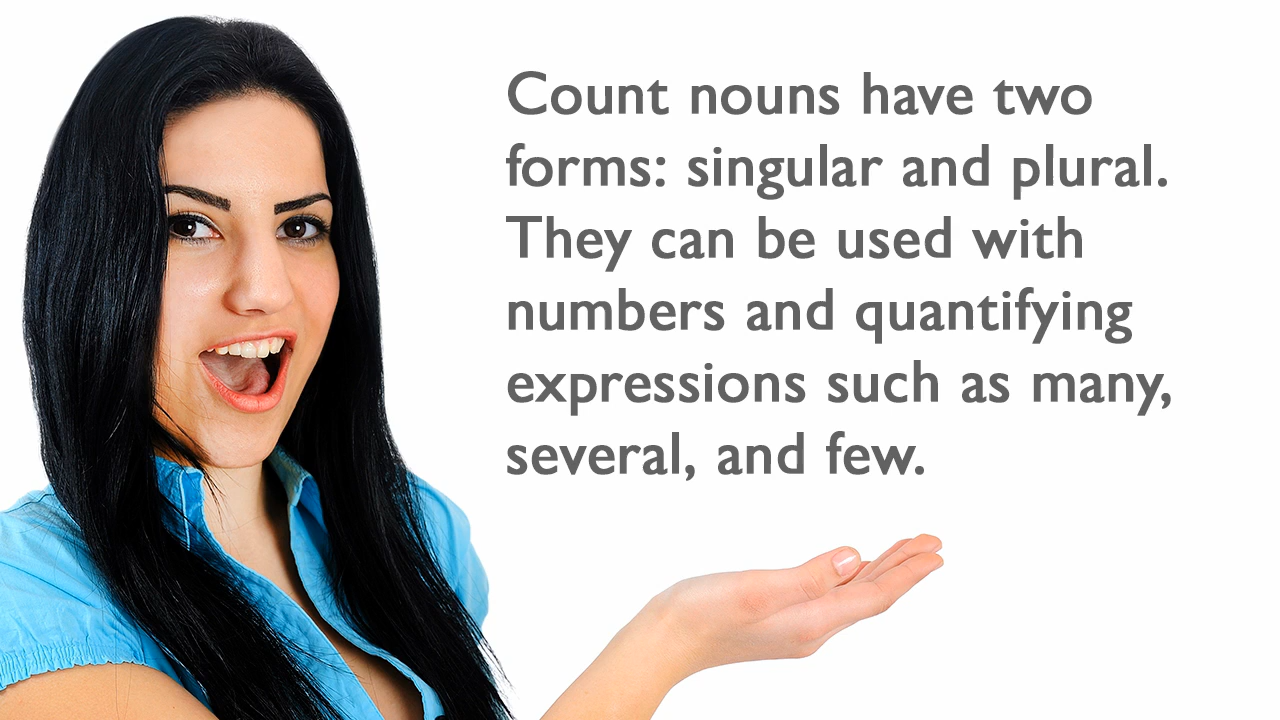 Count nouns have two
forms: singular and plural.
They can be used with
numbers and quantifying
expressions such as many,
several, and few.